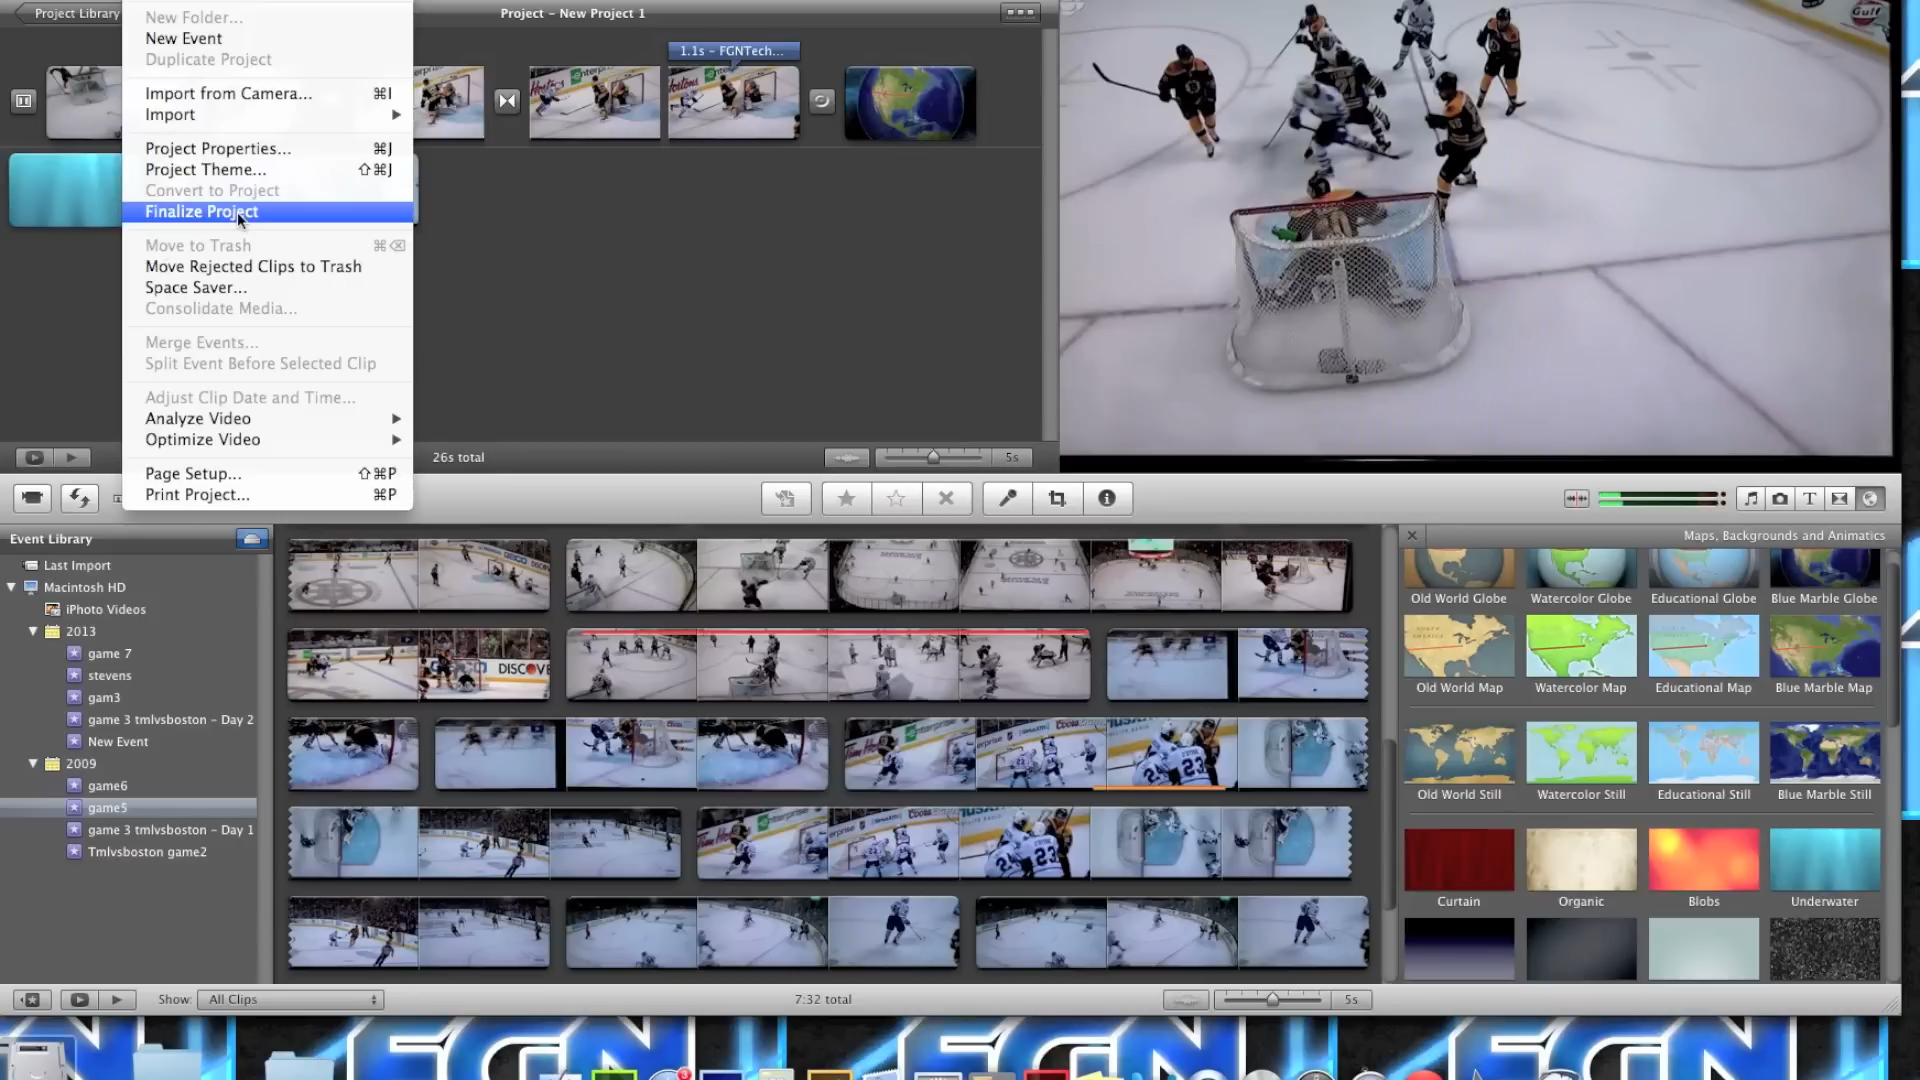 Project Library
Project – New Project 1
New Folder...
New Event
Duplicate Project
Import from Camera... ⌘I
Import
Project Properties... ⌘J
Project Theme... ⇧⌘J
Convert to Project
Finalize Project
Move to Trash ⌘⌫
Move Rejected Clips to Trash
Space Saver...
Consolidate Media...
Merge Events...
Split Event Before Selected Clip
Adjust Clip Date and Time...
Analyze Video
Optimize Video
Page Setup... ⇧⌘P
Print Project... ⌘P
1.1s – FGNTech...
Gulf
26s total
5s
Event Library
Last Import
Macintosh HD
iPhoto Videos
2013
game 7
stevens
gam3
game 3 tmlvsboston – Day 2
New Event
2009
game6
game5
game 3 tmlvsboston – Day 1
Tmlvsboston game2
DISCOV
23
23
Maps, Backgrounds and Animatics
Old World Globe
Watercolor Globe
Educational Globe
Blue Marble Globe
Old World Map
Watercolor Map
Educational Map
Blue Marble Map
Old World Still
Watercolor Still
Educational Still
Blue Marble Still
Curtain
Organic
Blobs
Underwater
Show: All Clips
7:32 total
5s
FGN
FGN
3